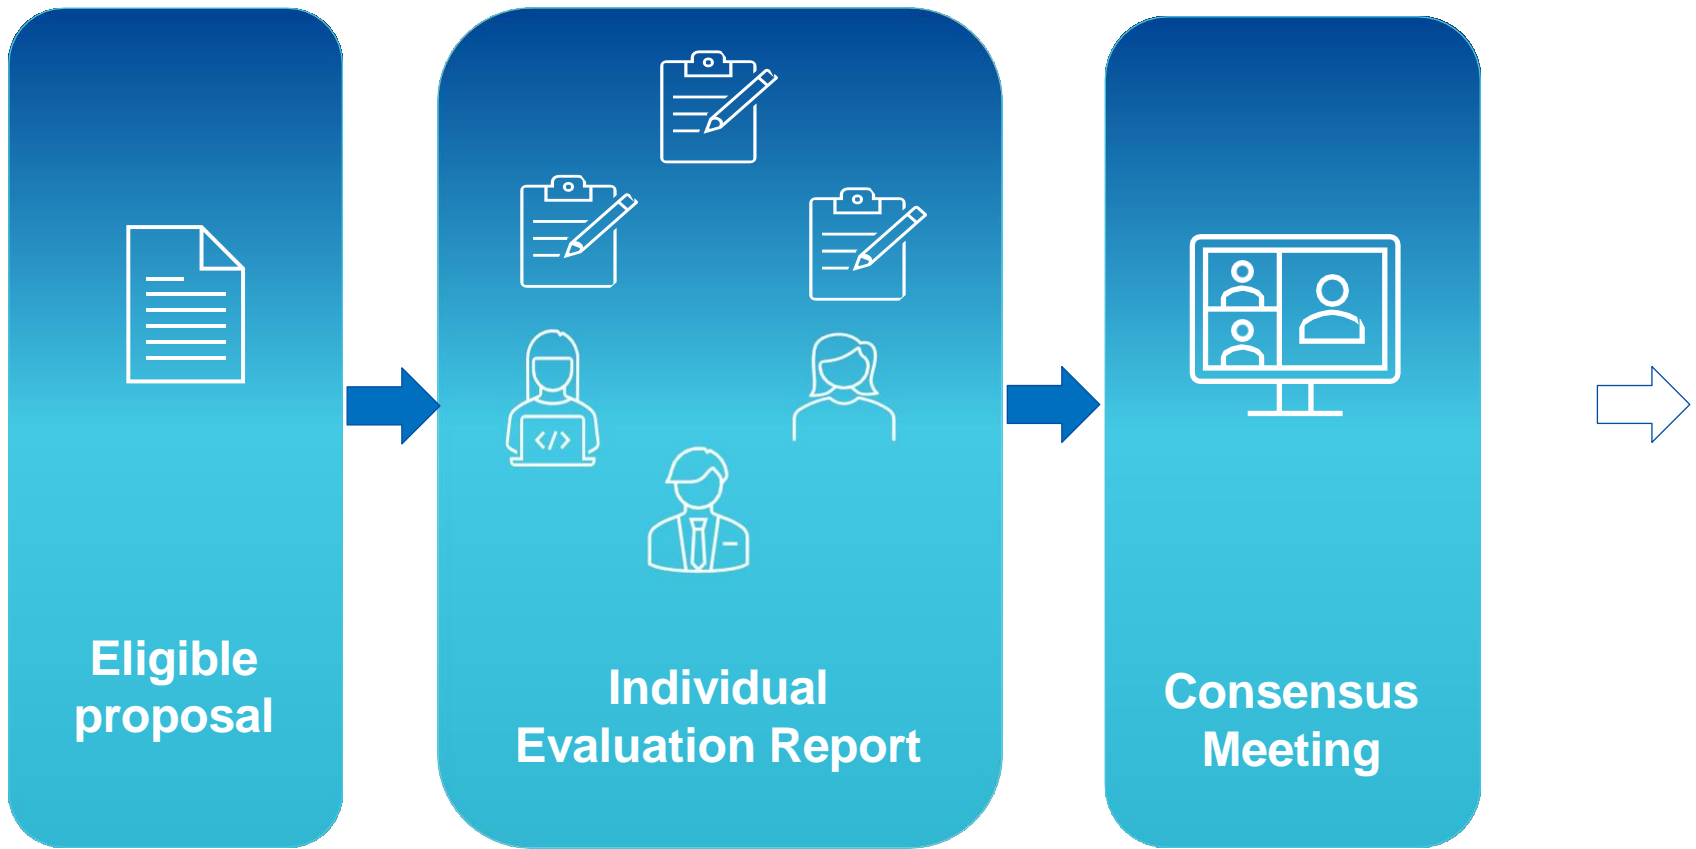 Eligible
proposal
</>
Individual
Evaluation Report
Consensus
Meeting